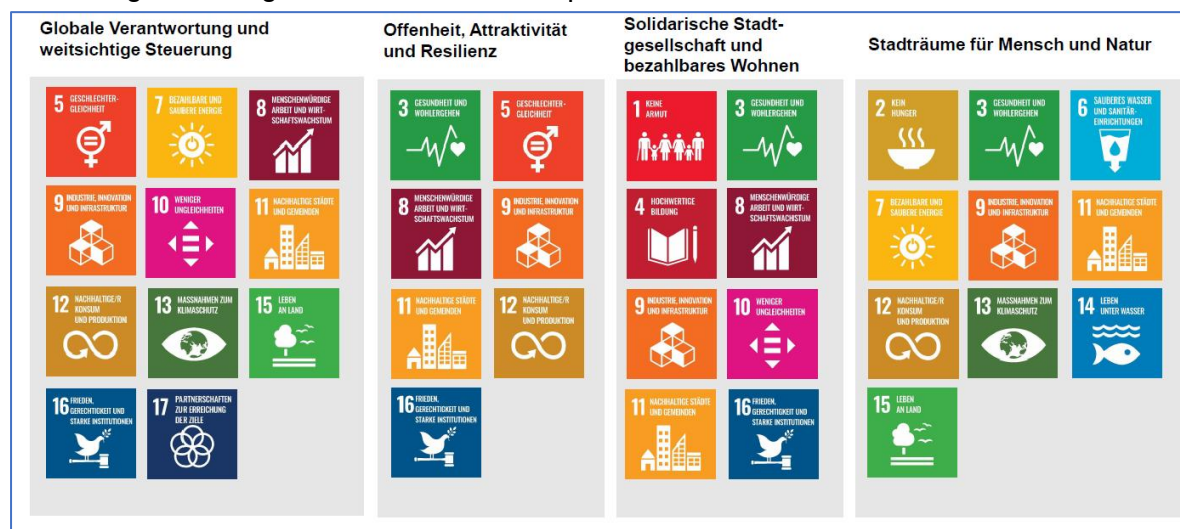 Globale Verantwortung und
weitsichtige Steuerung
5 GESCHLECHTER-
GLEICHHEIT
7 BEZAHLBARE UND
SAUBERE ENERGIE
8 MENSCHENWÜRDIGE
ARBEIT UND WIRT-
SCHAFTSWACHSTUM
9 INDUSTRIE, INNOVATION
UND INFRASTRUKTUR
10 WENIGER
UNGLEICHHEITEN
11 NACHHALTIGE STÄDTE
UND GEMEINDEN
12 NACHHALTIGE/R
KONSUM
UND PRODUKTION
13 MASSNAHMEN ZUM
KLIMASCHUTZ
15 LEBEN
AN LAND
16 FRIEDEN,
GERECHTIGKEIT UND
STARKE INSTITUTIONEN
17 PARTNERSCHAFTEN
ZUR ERREICHUNG
DER ZIELE
Offenheit, Attraktivität
und Resilienz
3 GESUNDHEIT UND
WOHLERGEHEN
5 GESCHLECHTER-
GLEICHHEIT
8 MENSCHENWÜRDIGE
ARBEIT UND WIRT-
SCHAFTSWACHSTUM
9 INDUSTRIE, INNOVATION
UND INFRASTRUKTUR
11 NACHHALTIGE STÄDTE
UND GEMEINDEN
12 NACHHALTIGE/R
KONSUM
UND PRODUKTION
16 FRIEDEN,
GERECHTIGKEIT UND
STARKE INSTITUTIONEN
Solidarische Stadt-
gesellschaft und
bezahlbares Wohnen
1 KEINE
ARMUT
3 GESUNDHEIT UND
WOHLERGEHEN
4 HOCHWERTIGE
BILDUNG
8 MENSCHENWÜRDIGE
ARBEIT UND WIRT-
SCHAFTSWACHSTUM
9 INDUSTRIE, INNOVATION
UND INFRASTRUKTUR
10 WENIGER
UNGLEICHHEITEN
11 NACHHALTIGE STÄDTE
UND GEMEINDEN
16 FRIEDEN,
GERECHTIGKEIT UND
STARKE INSTITUTIONEN
Stadträume für Mensch und Natur
2 KEIN
HUNGER
3 GESUNDHEIT UND
WOHLERGEHEN
6 SAUBERES WASSER
UND SANITÄR-
EINRICHTUNGEN
7 BEZAHLBARE UND
SAUBERE ENERGIE
9 INDUSTRIE, INNOVATION
UND INFRASTRUKTUR
11 NACHHALTIGE STÄDTE
UND GEMEINDEN
12 NACHHALTIGE/R
KONSUM
UND PRODUKTION
13 MASSNAHMEN ZUM
KLIMASCHUTZ
14 LEBEN
UNTER WASSER
15 LEBEN
AN LAND